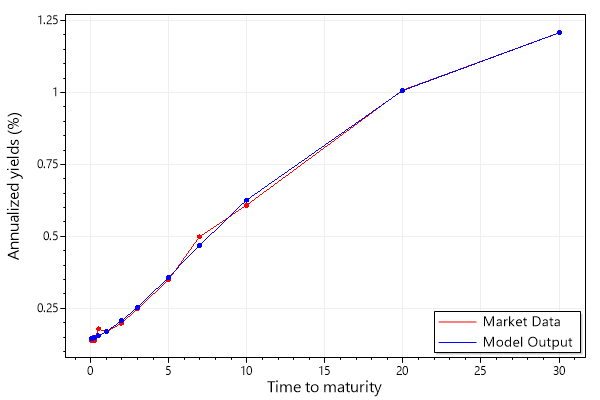 1.25
1
0.75
0.5
0.25
Annualized yields (%)
0 5 10 15 20 25 30
Time to maturity
Market Data
Model Output